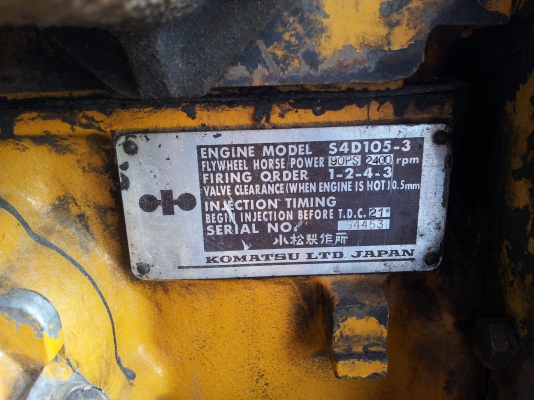 ENGINE MODEL S4D105-3
FLYWHEEL HORSE POWER 90PS 2400 rpm
FIRING ORDER 1-2-4-3
VALVE CLEARANCE (WHEN ENGINE IS HOT) 0.5mm
INJECTION TIMING
BEGIN INJECTION BEFORE T.D.C. 21°
SERIAL NO.
小松製作所
KOMATSU LTD JAPAN